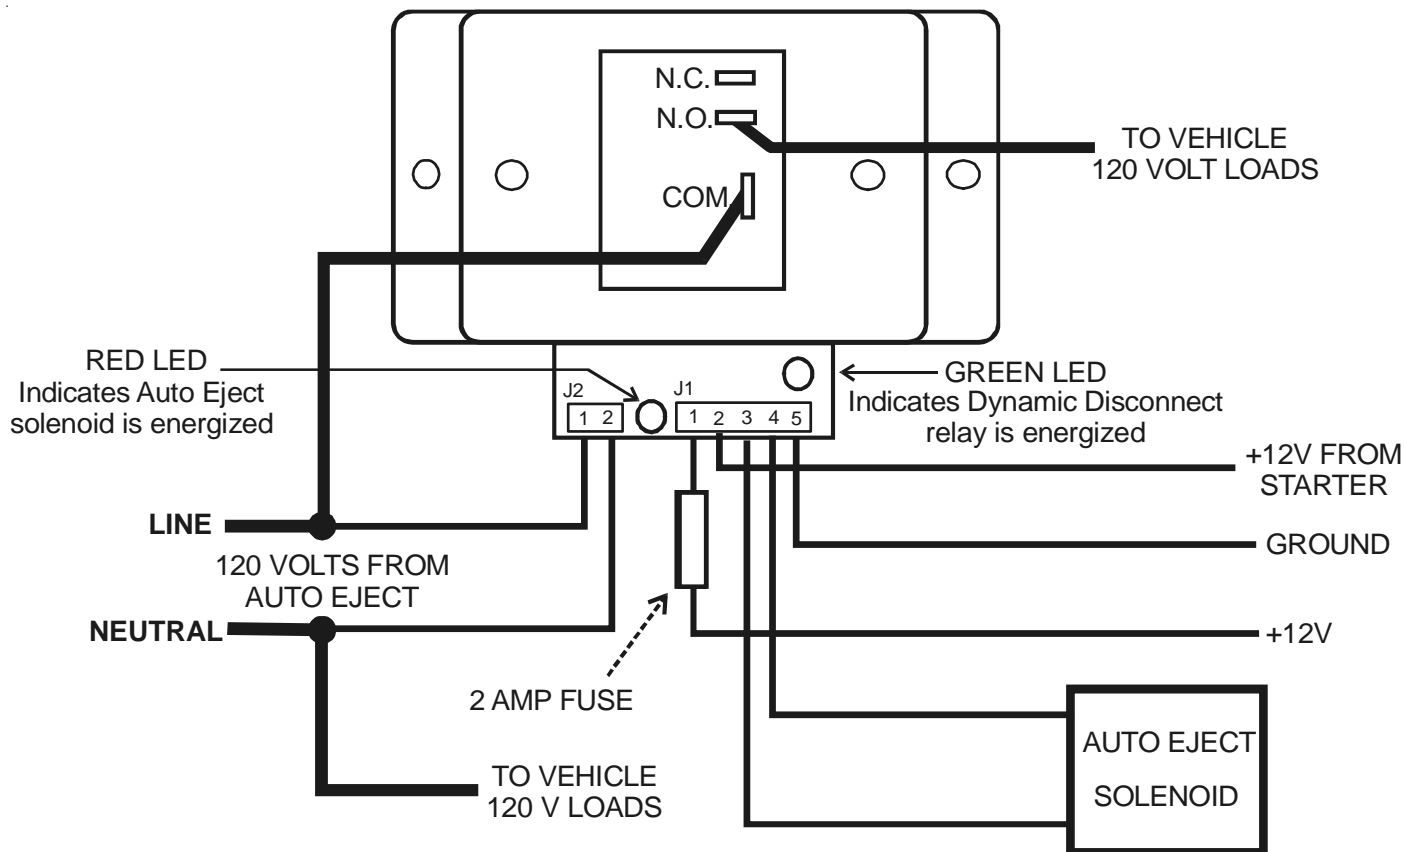 N.C.
N.O.
COM.
TO VEHICLE
120 VOLT LOADS
RED LED
Indicates Auto Eject
solenoid is energized
GREEN LED
Indicates Dynamic Disconnect
relay is energized
J2
J1
1 2
1 2 3 4 5
+12V FROM
STARTER
LINE
GROUND
120 VOLTS FROM
AUTO EJECT
NEUTRAL
+12V
2 AMP FUSE
AUTO EJECT
SOLENOID
TO VEHICLE
120 V LOADS